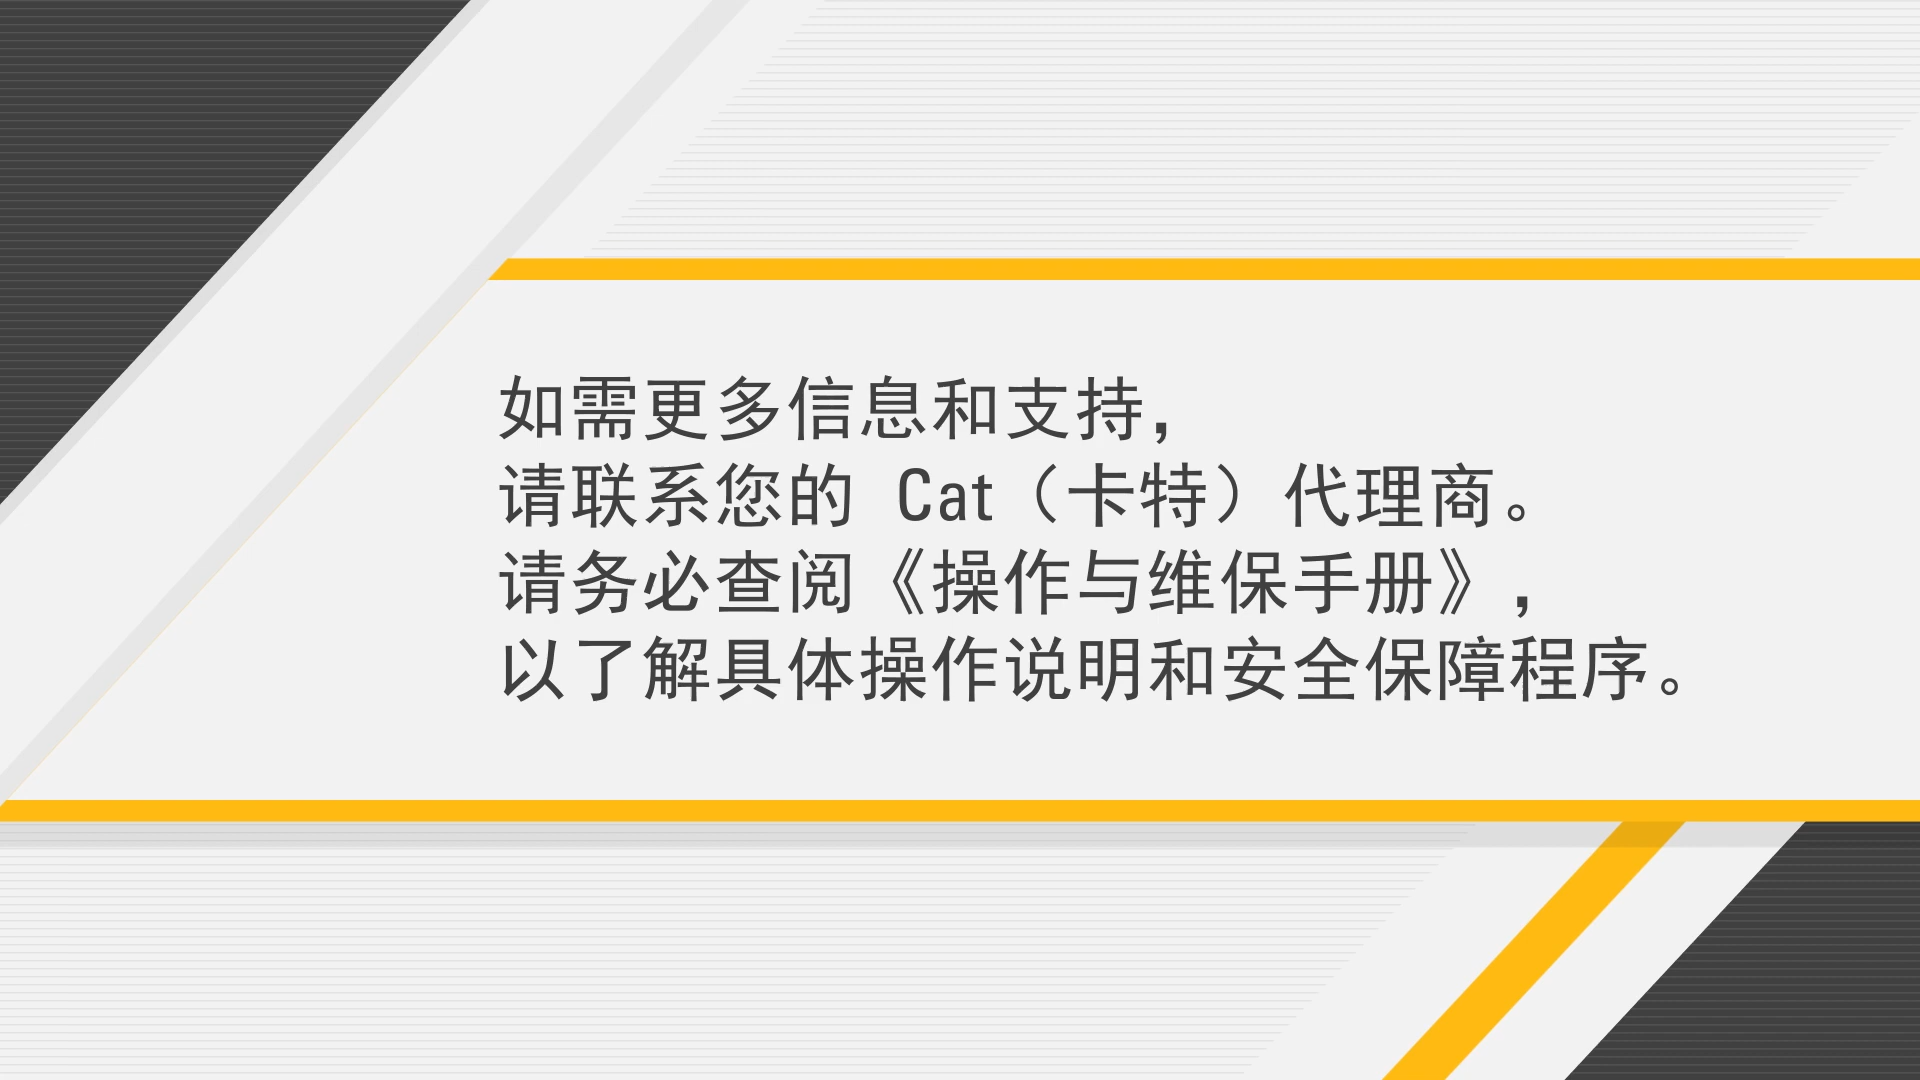 如需更多信息和支持，
请联系您的 Cat（卡特）代理商。
请务必查阅《操作与维保手册》，
以了解具体操作说明和安全保障程序。